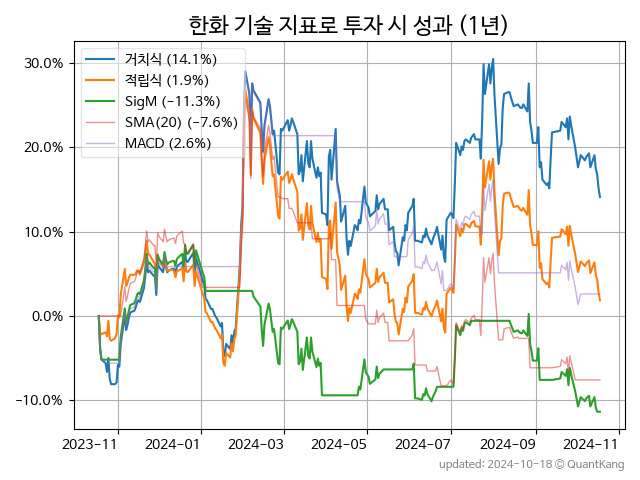 한화 기술 지표로 투자 시 성과 (1년)
거치식 (14.1%)
적립식 (1.9%)
SigM (−11.3%)
SMA(20) (−7.6%)
MACD (2.6%)
30.0%
20.0%
10.0%
0.0%
−10.0%
2023−11 2024−01 2024−03 2024−05 2024−07 2024−09 2024−11
updated: 2024-10-18 © QuantKang